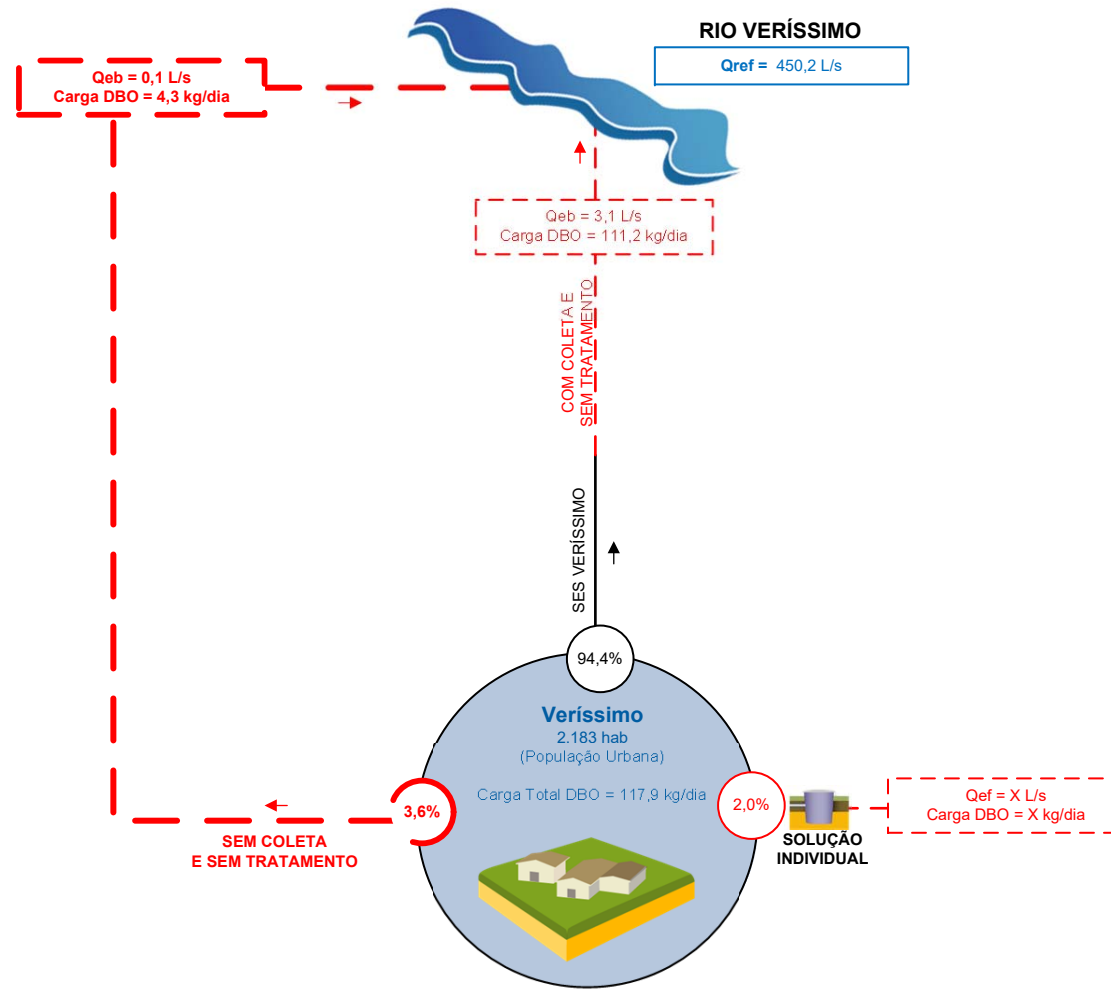 RIO VERÍSSIMO
Qref = 450,2 L/s
Qeb = 0,1 L/s
Carga DBO = 4,3 kg/dia
Qeb = 3,1 L/s
Carga DBO = 111,2 kg/dia
COM COLETA E
SEM TRATAMENTO
SES VERÍSSIMO
94,4%
Veríssimo
2.183 hab
(População Urbana)
Carga Total DBO = 117,9 kg/dia
3,6%
SEM COLETA
E SEM TRATAMENTO
2,0%
SOLUÇÃO
INDIVIDUAL
Qef = X L/s
Carga DBO = X kg/dia